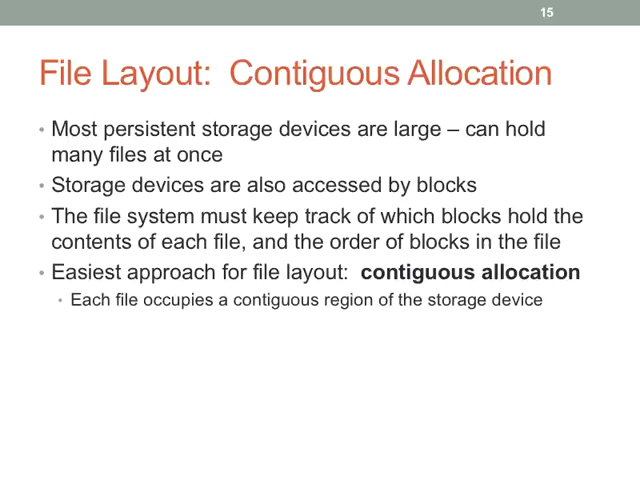 15
File Layout: Contiguous Allocation
• Most persistent storage devices are large – can hold
many files at once
• Storage devices are also accessed by blocks
• The file system must keep track of which blocks hold the
contents of each file, and the order of blocks in the file
• Easiest approach for file layout: contiguous allocation
• Each file occupies a contiguous region of the storage device